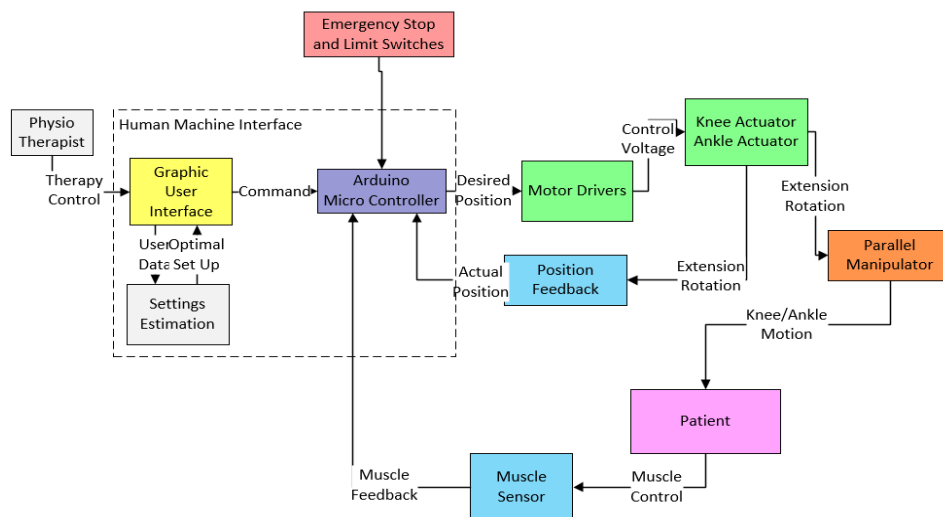 Emergency Stop
and Limit Switches
Physio
Therapist
Human Machine Interface
Therapy
Control
Graphic
User
Interface
Command
Arduino
Micro Controller
Desired
Position
Motor Drivers
Control
Voltage
Knee Actuator
Ankle Actuator
Extension
Rotation
Parallel
Manipulator
User
Data
Optimal
Set Up
Settings
Estimation
Actual
Position
Position
Feedback
Extension
Rotation
Knee/Ankle
Motion
Patient
Muscle
Feedback
Muscle
Sensor
Muscle
Control